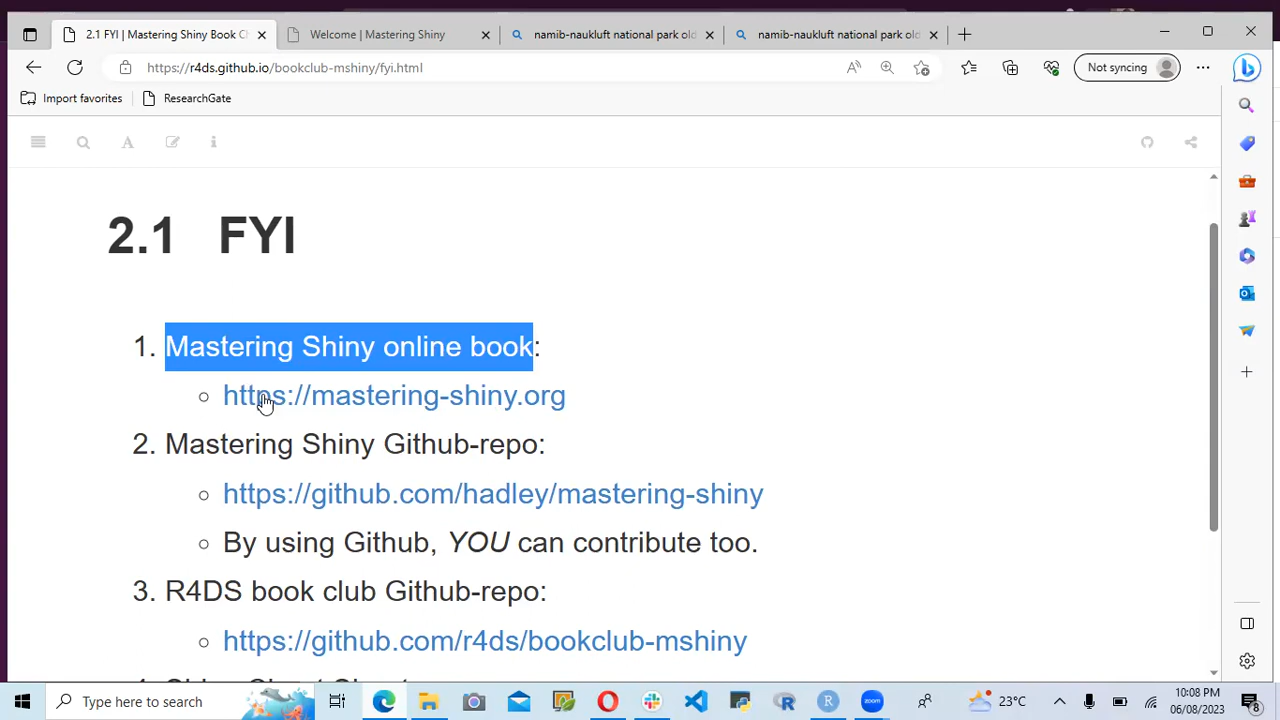 2.1 FYI | Mastering Shiny Book C
Welcome | Mastering Shiny
namib-naukluft national park old
namib-naukluft national park old
https://r4ds.github.io/bookclub-mshiny/fyi.html
Not syncing
Import favorites
ResearchGate
2.1 FYI
1. Mastering Shiny online book:
https://mastering-shiny.org
2. Mastering Shiny Github-repo:
https://github.com/hadley/mastering-shiny
By using Github, YOU can contribute too.
3. R4DS book club Github-repo:
https://github.com/r4ds/bookclub-mshiny
Type here to search
23°C
10:08 PM
06/08/2023